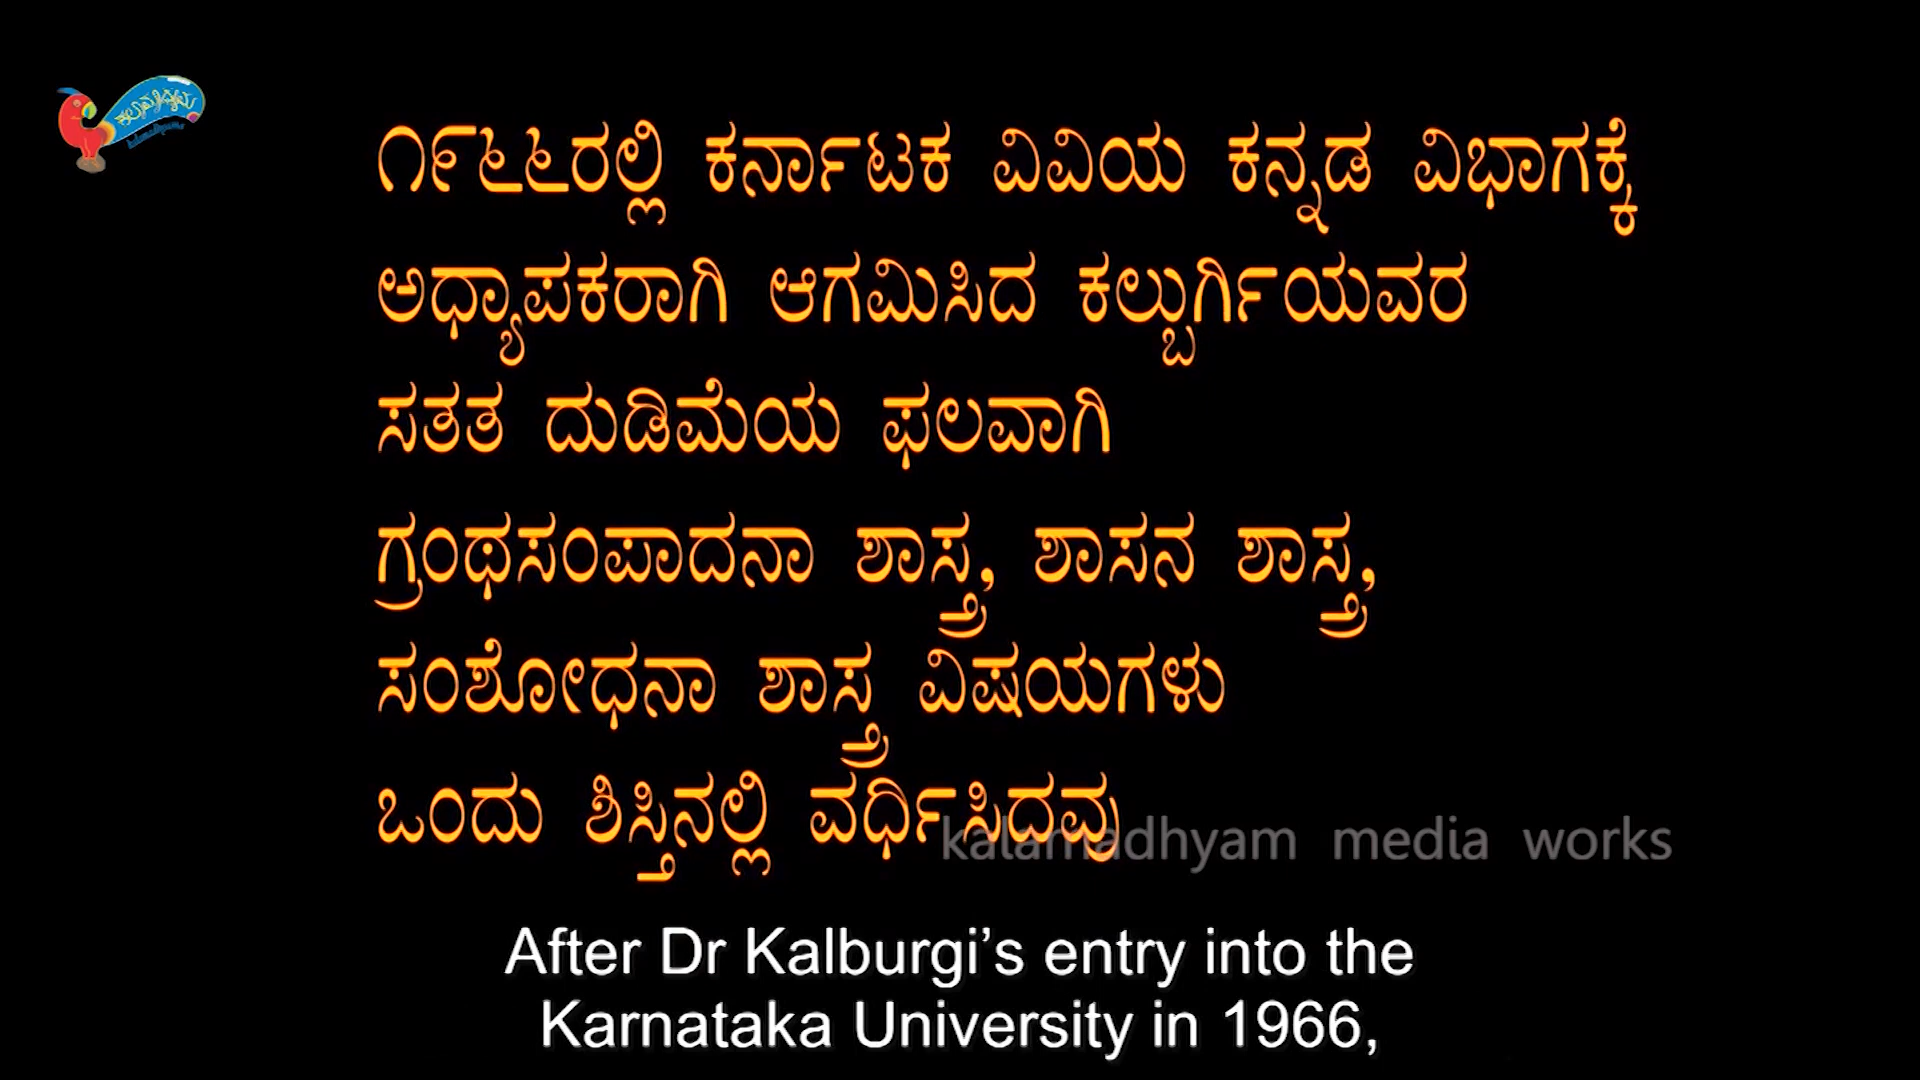 ೧೯೬೬ರಲ್ಲಿ ಕರ್ನಾಟಕ ವಿವಿಯ ಕನ್ನಡ ವಿಭಾಗಕ್ಕೆ
ಅಧ್ಯಾಪಕರಾಗಿ ಆಗಮಿಸಿದ ಕಲ್ಬುರ್ಗಿಯವರ
ಸತತ ದುಡಿಮೆಯ ಫಲವಾಗಿ
ಗ್ರಂಥಸಂಪಾದನಾ ಶಾಸ್ತ್ರ, ಶಾಸನ ಶಾಸ್ತ್ರ,
ಸಂಶೋಧನಾ ಶಾಸ್ತ್ರ ವಿಷಯಗಳು
ಒಂದು ಶಿಸ್ತಿನಲ್ಲಿ ವರ್ಧಿಸಿದವು
kalamadhyam media works
After Dr Kalburgi’s entry into the
Karnataka University in 1966,